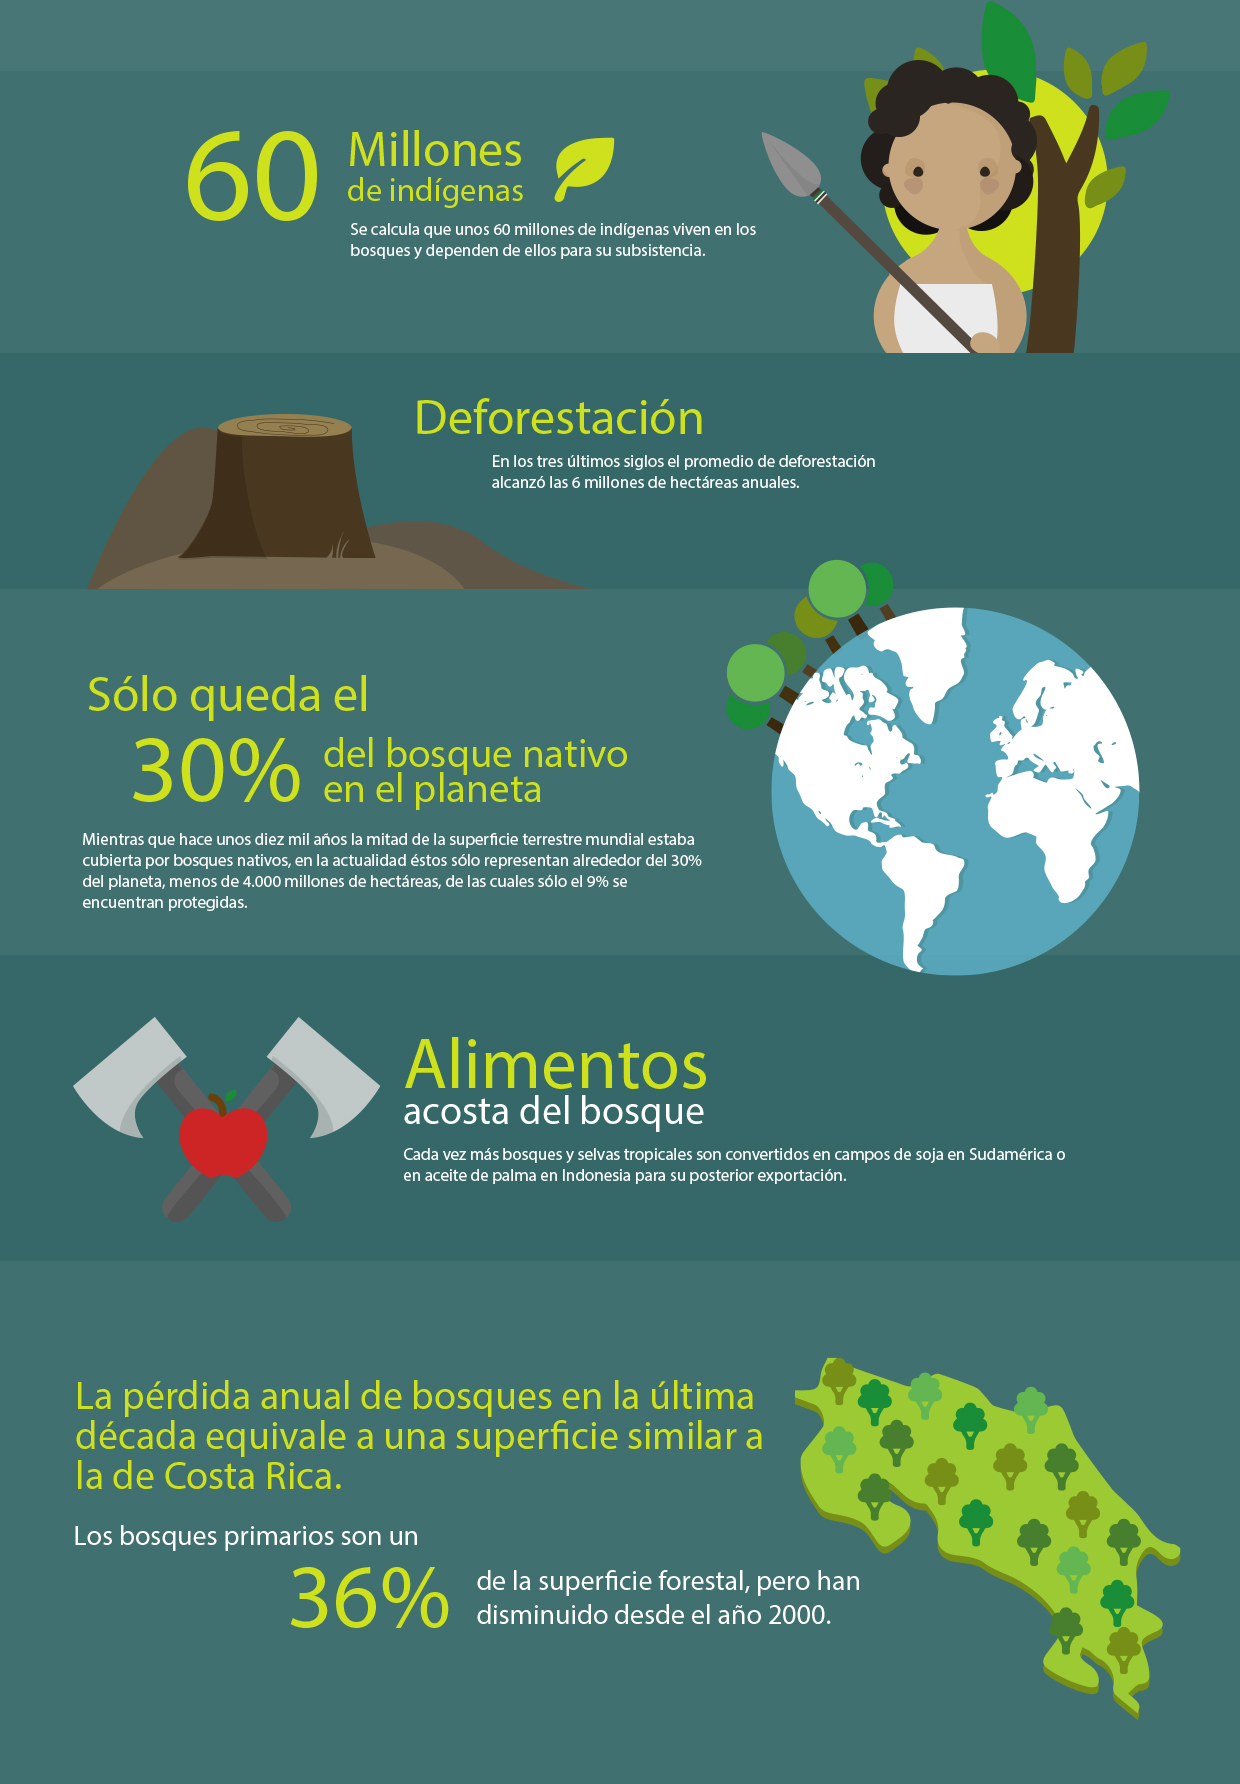 60 Millones
de indígenas
Se calcula que unos 60 millones de indígenas viven en los
bosques y dependen de ellos para su subsistencia.
Deforestación
En los tres últimos siglos el promedio de deforestación
alcanzó las 6 millones de hectáreas anuales.
Sólo queda el
30% del bosque nativo
en el planeta
Mientras que hace unos diez mil años la mitad de la superficie terrestre mundial estaba
cubierta por bosques nativos, en la actualidad éstos sólo representan alrededor del 30%
del planeta, menos de 4.000 millones de hectáreas, de las cuales sólo el 9% se
encuentran protegidas.
Alimentos
acosta del bosque
Cada vez más bosques y selvas tropicales son convertidos en campos de soja en Sudamérica o
en aceite de palma en Indonesia para su posterior exportación.
La pérdida anual de bosques en la última
década equivale a una superficie similar a
la de Costa Rica.
Los bosques primarios son un
36% de la superficie forestal, pero han
disminuido desde el año 2000.